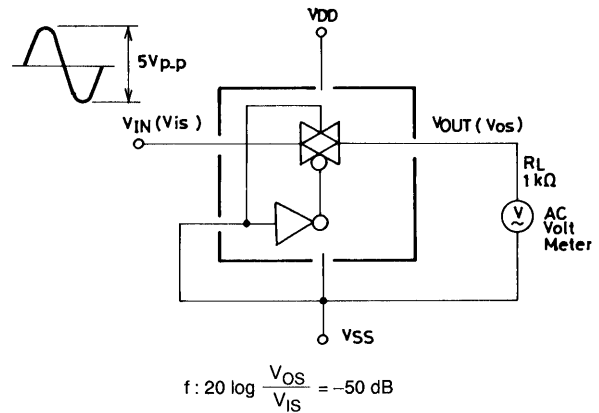 VDD
5Vp-p
VIN (Vis)
VOUT (Vos)
RL
1kΩ
V
~
AC
Volt
Meter
VSS
f : 20 log VOS / VIS = –50 dB